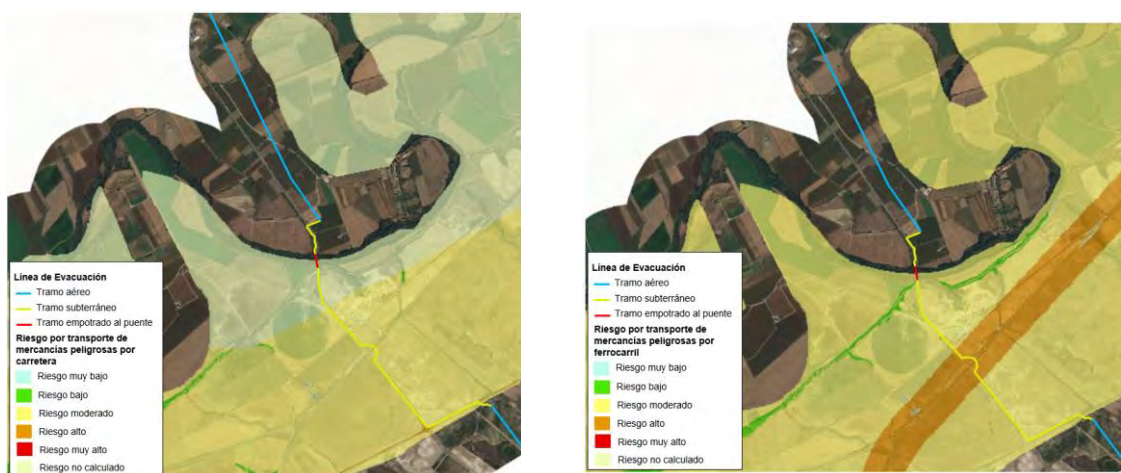 Línea de Evacuación
Tramo aéreo
Tramo subterráneo
Tramo empotrado al puente
Riesgo por transporte de
mercancías peligrosas por
carretera
Riesgo muy bajo
Riesgo bajo
Riesgo moderado
Riesgo alto
Riesgo muy alto
Riesgo no calculado
Línea de Evacuación
Tramo aéreo
Tramo subterráneo
Tramo empotrado al puente
Riesgo por transporte de
mercancías peligrosas por
ferrocarril
Riesgo muy bajo
Riesgo bajo
Riesgo moderado
Riesgo alto
Riesgo muy alto
Riesgo no calculado